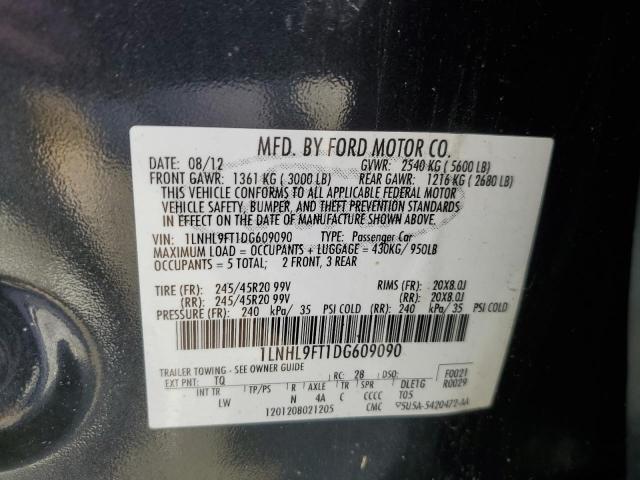 MFD. BY FORD MOTOR CO.
DATE: 08/12 GVWR: 2540 KG ( 5600 LB)
FRONT GAWR: 1361 KG ( 3000 LB) REAR GAWR: 1216 KG ( 2680 LB)
THIS VEHICLE CONFORMS TO ALL APPLICABLE FEDERAL MOTOR
VEHICLE SAFETY, BUMPER, AND THEFT PREVENTION STANDARDS
IN EFFECT ON THE DATE OF MANUFACTURE SHOWN ABOVE.
VIN: 1LNHL9FT1DG609090 TYPE: Passenger Car
MAXIMUM LOAD = OCCUPANTS + LUGGAGE = 430KG/ 950LB
OCCUPANTS = 5 TOTAL; 2 FRONT, 3 REAR
TIRE (FR): 245/45R20 99V RIMS (FR): 20X8.0J
(RR): 245/45R20 99V (RR): 20X8.0J
PRESSURE (FR): 240 kPa/ 35 PSI COLD (RR): 240 kPa/ 35 PSI COLD
1LNHL9FT1DG609090
TRAILER TOWING - SEE OWNER GUIDE
EXT PNT: TQ RC: 28 DSO: F0021
R0029
INT TR TP/PS R AXLE TR SPR DLETG
LW N 4A C CCCC T05
1201208021205 CMC 5U5A-5420472-AA